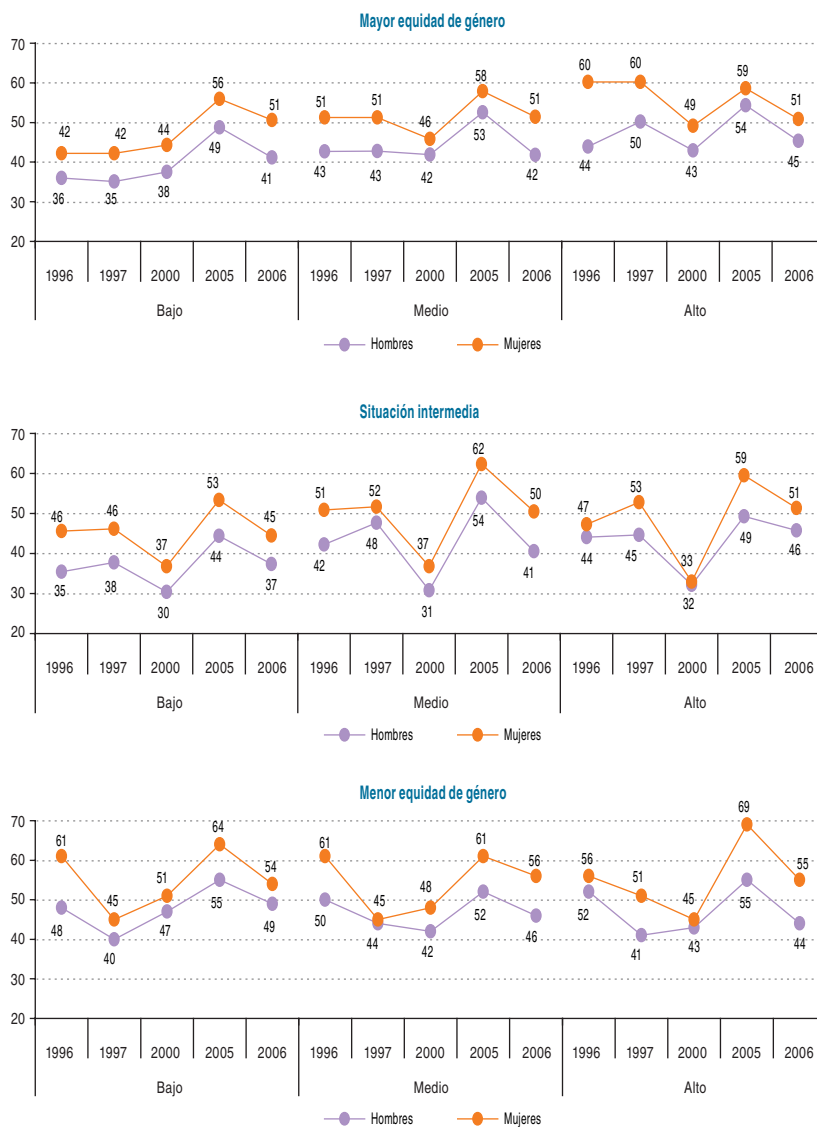 Mayor equidad de género
70
60
50
40
30
20
42 42 44 56 51 51 51 46 58 51 60 60 49 59 51
36 35 38 49 41 43 43 42 53 42 44 50 43 54 45
1996 1997 2000 2005 2006 1996 1997 2000 2005 2006 1996 1997 2000 2005 2006
Bajo Medio Alto
Hombres Mujeres
Situación intermedia
70
60
50
40
30
20
46 46 37 53 45 51 52 37 62 50 47 53 33 59 51
35 38 30 44 37 42 48 31 54 41 44 45 32 49 46
1996 1997 2000 2005 2006 1996 1997 2000 2005 2006 1996 1997 2000 2005 2006
Bajo Medio Alto
Hombres Mujeres
Menor equidad de género
70
60
50
40
30
20
61 45 51 64 54 61 45 48 61 56 56 51 45 69 55
48 40 47 55 49 50 44 42 52 46 52 41 43 55 44
1996 1997 2000 2005 2006 1996 1997 2000 2005 2006 1996 1997 2000 2005 2006
Bajo Medio Alto
Hombres Mujeres